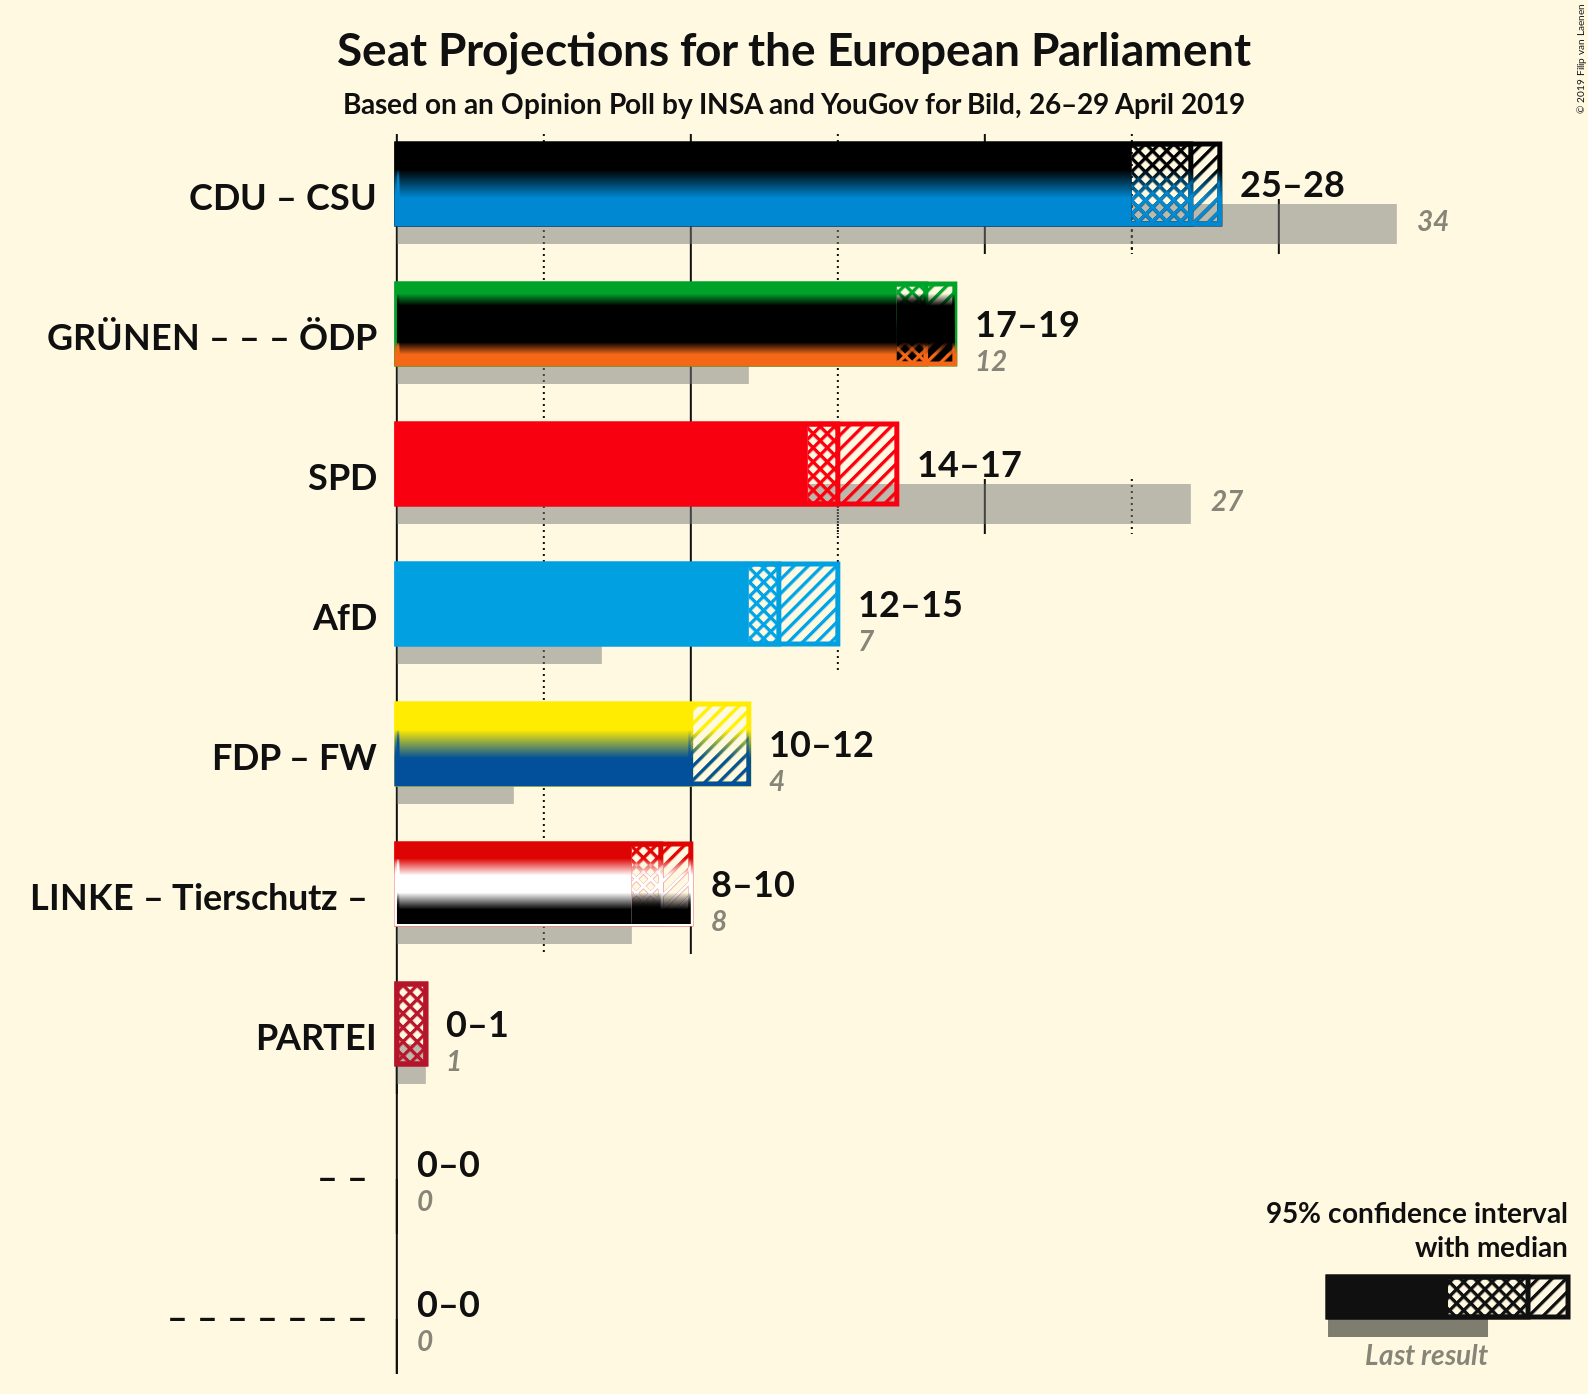 Seat Projections for the European Parliament
Based on an Opinion Poll by INSA and YouGov for Bild, 26–29 April 2019
© 2019 Filip van Laenen
CDU – CSU
25–28
34
GRÜNEN – – – ÖDP
17–19
12
SPD
14–17
27
AfD
12–15
7
FDP – FW
10–12
4
LINKE – Tierschutz –
8–10
8
PARTEI
0–1
1
– –
0–0
0
– – – – – – –
0–0
0
95% confidence interval
with median
Last result